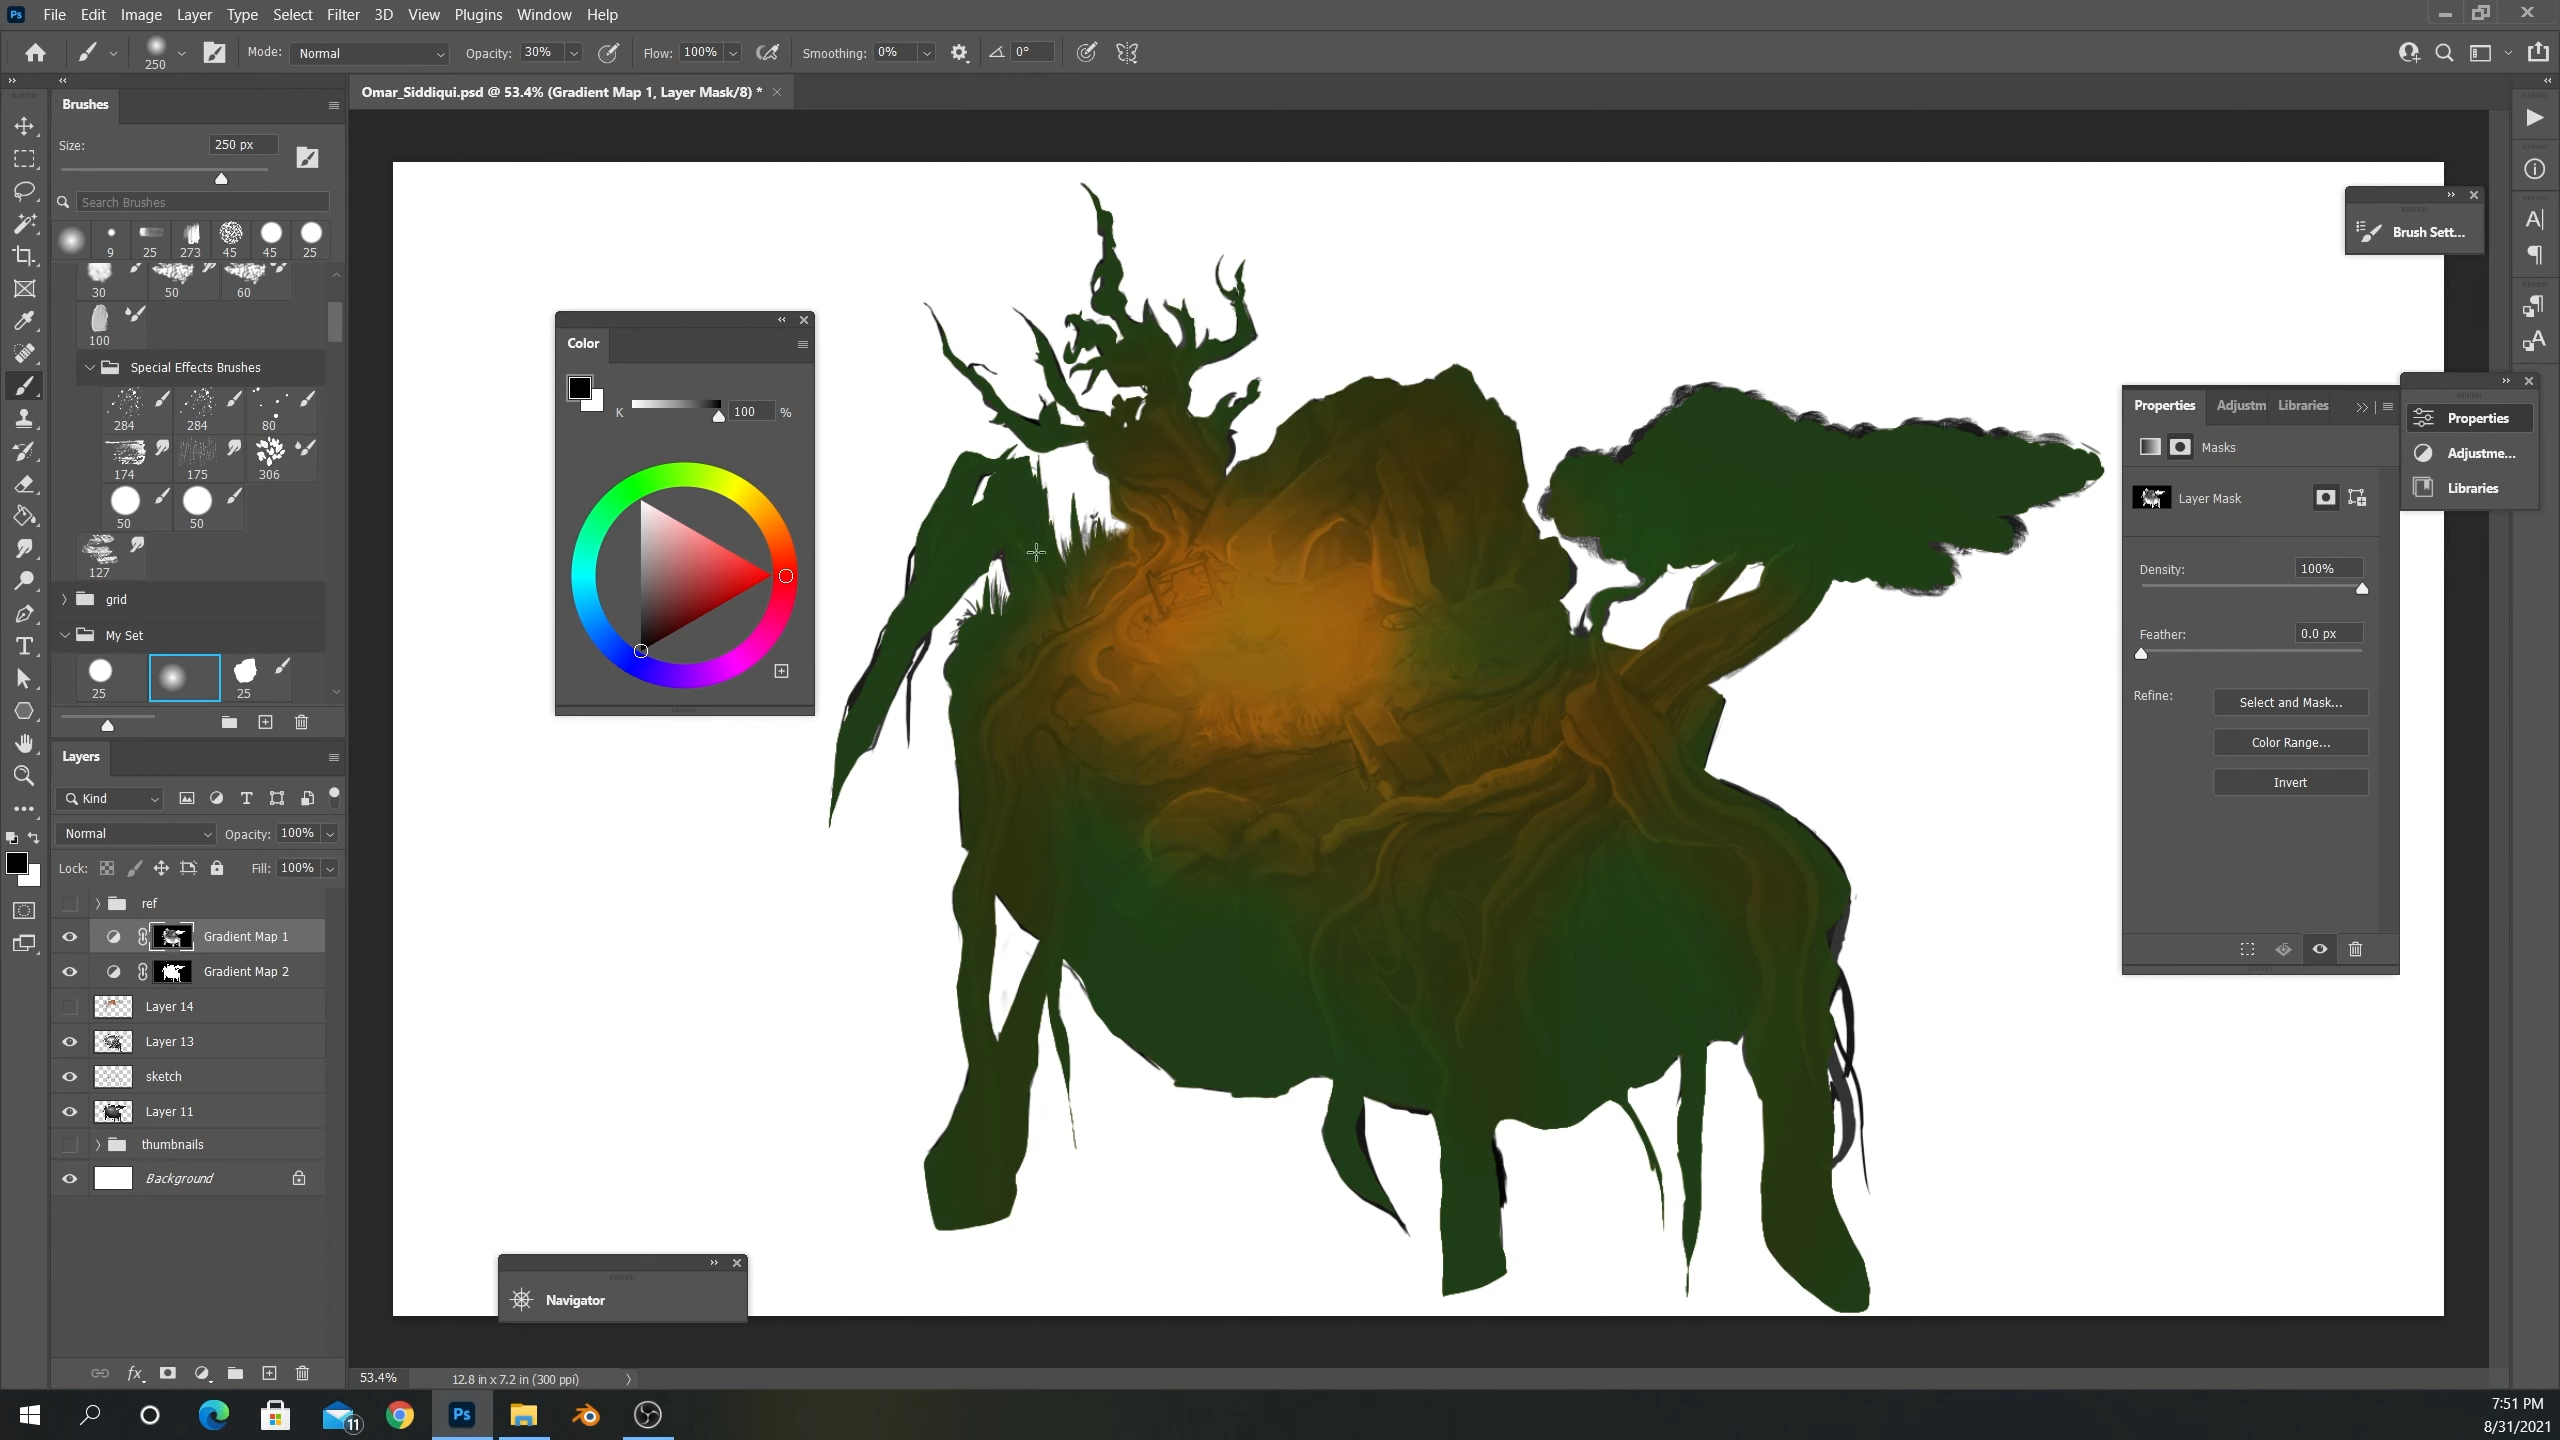 Ps File Edit Image Layer Type Select Filter 3D View Plugins Window Help
250 Mode: Normal Opacity: 30% Flow: 100% Smoothing: 0% 0°
Brushes
Omar_Siddiqui.psd @ 53.4% (Gradient Map 1, Layer Mask/8) *
Size: 250 px
Search Brushes
9 25 273 45 45 25
30 50 60
100
Special Effects Brushes
284 284 80
174 175 306
50 50
127
grid
My Set
25 25
Layers
Kind
Normal Opacity: 100%
Lock: Fill: 100%
ref
Gradient Map 1
Gradient Map 2
Layer 14
Layer 13
sketch
Layer 11
thumbnails
Background
fx
Color
K 100 %
Navigator
Brush Sett...
Properties Adjustm Libraries
Masks
Layer Mask
Density: 100%
Feather: 0.0 px
Refine: Select and Mask...
Color Range...
Invert
Properties
Adjustme...
Libraries
53.4% 12.8 in x 7.2 in (300 ppi)
11
Ps
7:51 PM
8/31/2021